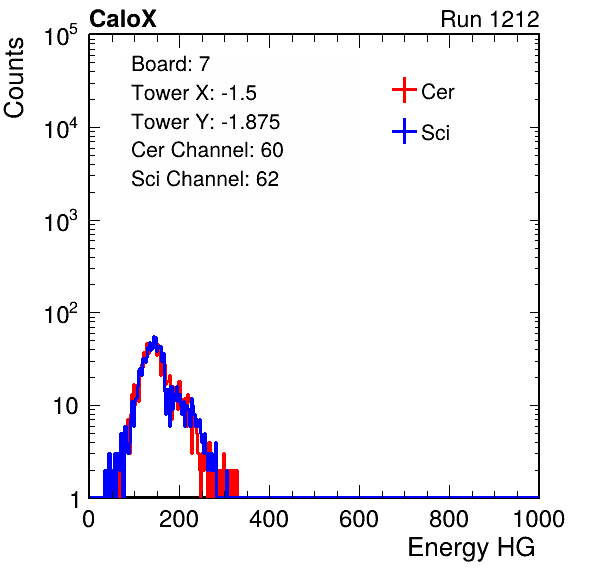 CaloX Run 1212
Counts
Board: 7
Tower X: -1.5
Tower Y: -1.875
Cer Channel: 60
Sci Channel: 62
Cer
Sci
10^5
10^4
10^3
10^2
10
1
0 200 400 600 800 1000
Energy HG